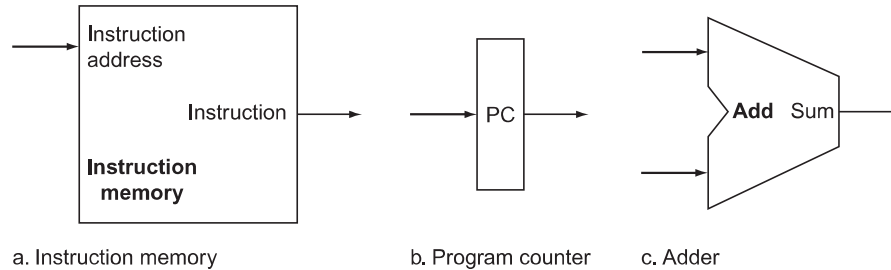 Instruction
address
Instruction
Instruction
memory
PC
Add Sum
a. Instruction memory
b. Program counter
c. Adder